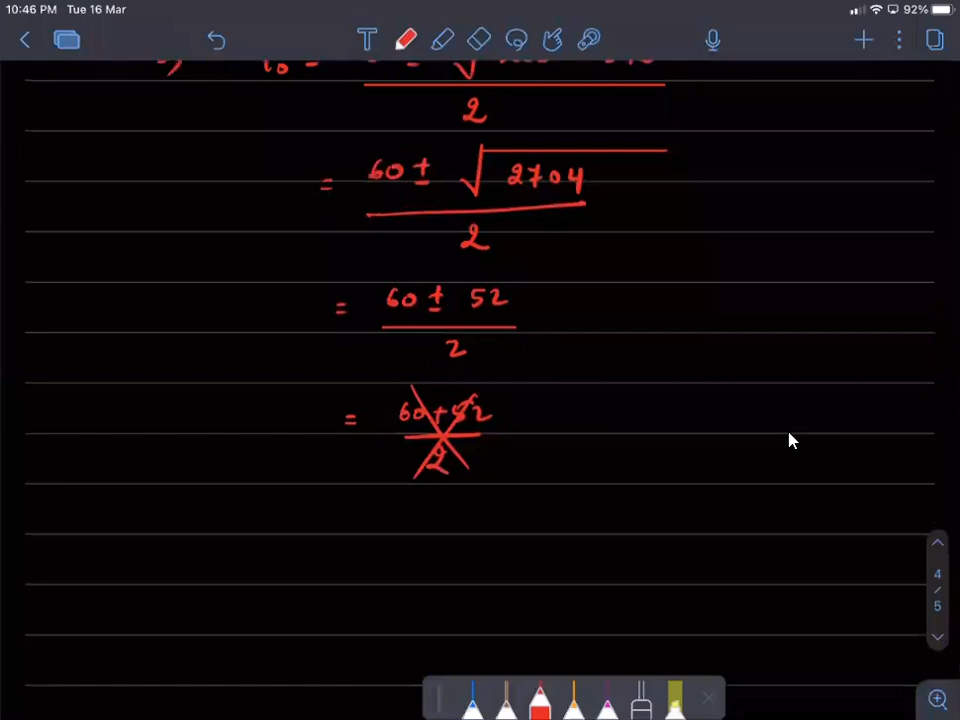 10:46 PM Tue 16 Mar 92%
2
= 60 ± √2704
2
= 60 ± 52
2
= 60+52
2
4
/
5